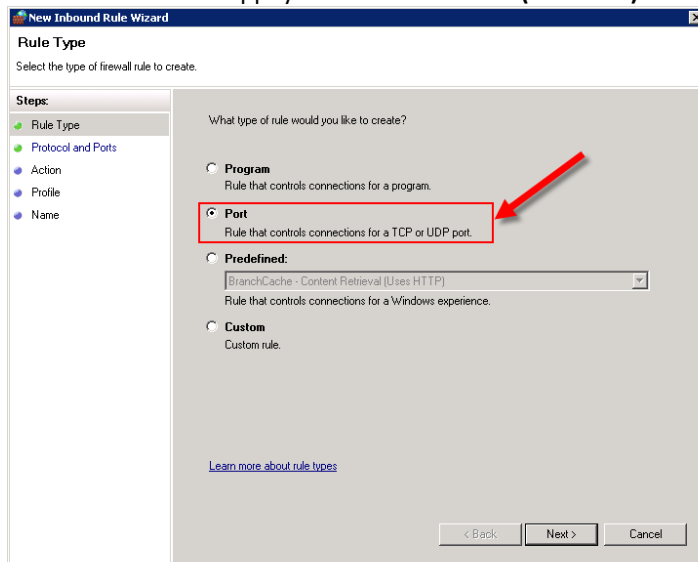 New Inbound Rule Wizard
Rule Type
Select the type of firewall rule to create.
Steps:
Rule Type
Protocol and Ports
Action
Profile
Name
What type of rule would you like to create?
Program
Rule that controls connections for a program.
Port
Rule that controls connections for a TCP or UDP port.
Predefined:
BranchCache - Content Retrieval (Uses HTTP)
Rule that controls connections for a Windows experience.
Custom
Custom rule.
Learn more about rule types
< Back
Next >
Cancel